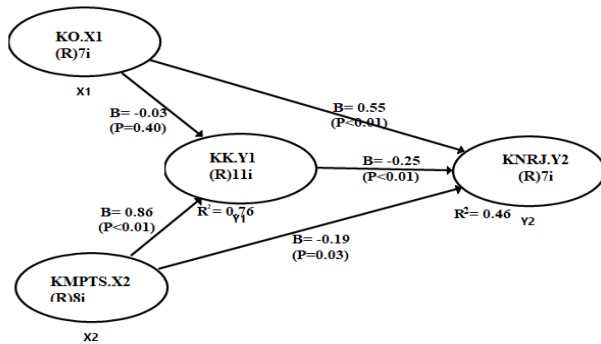 KO.X1
(R)7i
X1
B= -0.03
(P=0.40)
B= 0.55
(P<0.01)
KK.Y1
(R)11i
R²= 0.76
Y1
B= -0.25
(P<0.01)
KNRJ.Y2
(R)7i
R²= 0.46
Y2
B= 0.86
(P<0.01)
B= -0.19
(P=0.03)
KMPTS.X2
(R)8i
X2